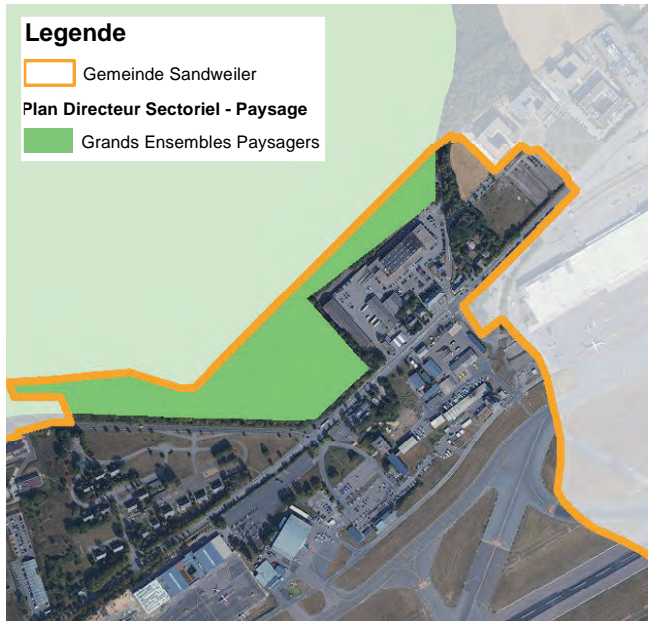 Legende
Gemeinde Sandweiler
Plan Directeur Sectoriel - Paysage
Grands Ensembles Paysagers